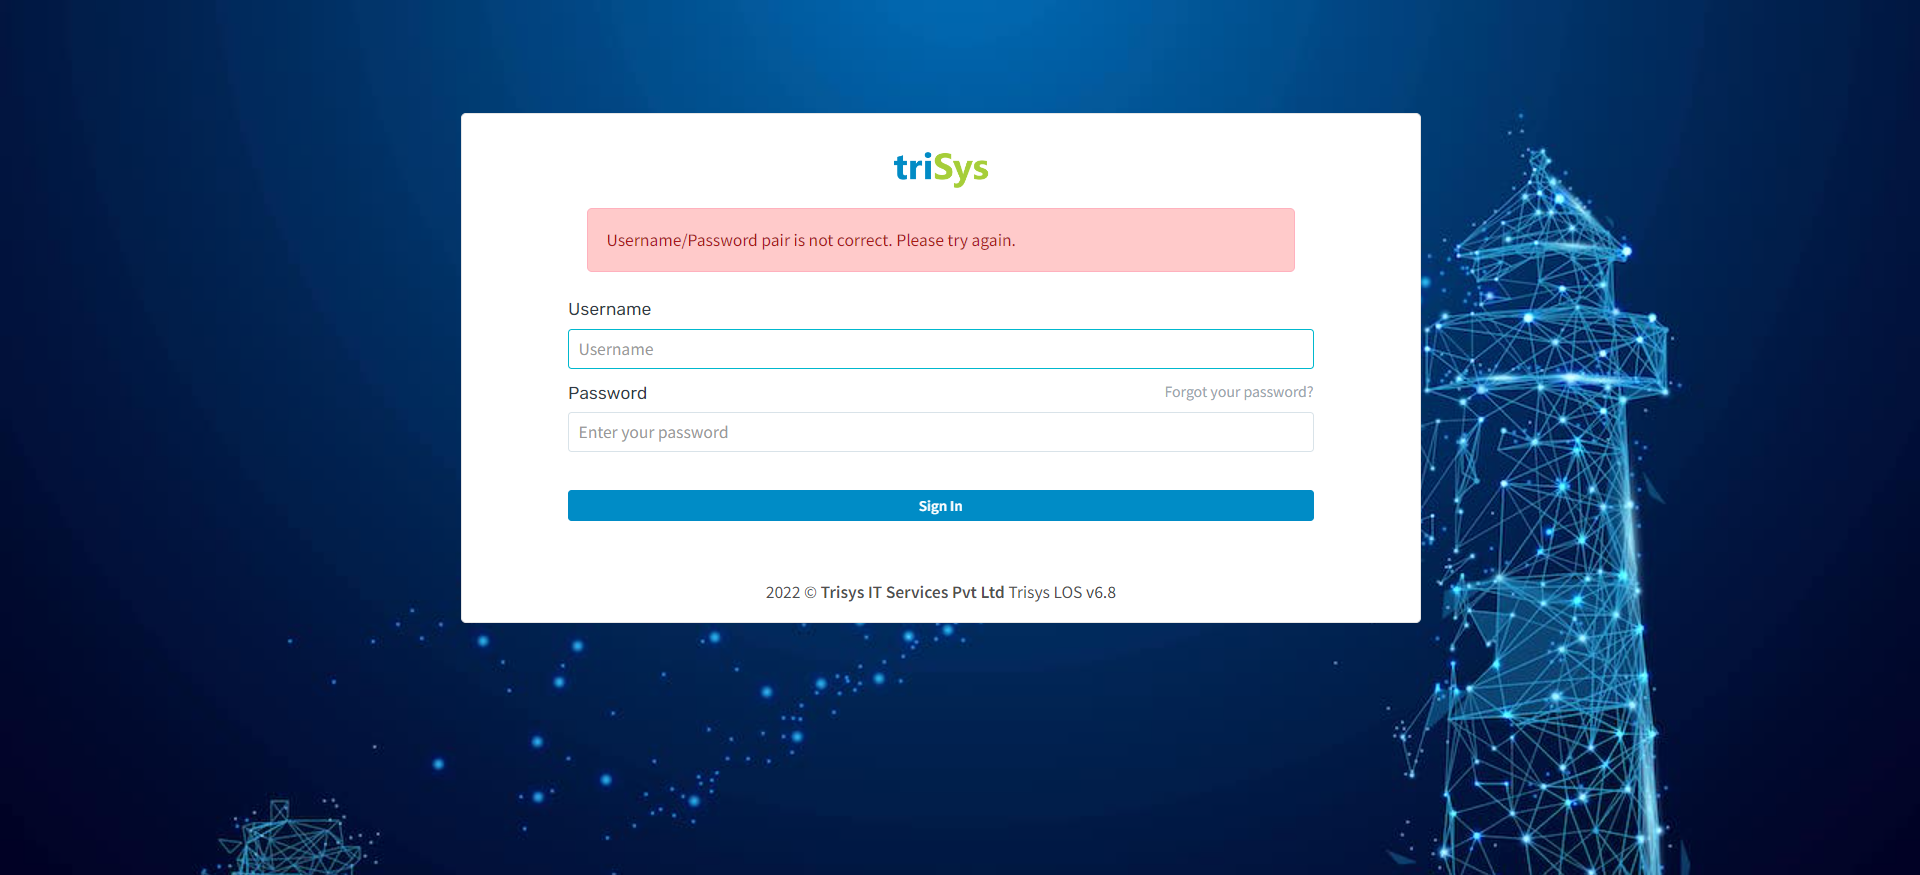 triSys
Username/Password pair is not correct. Please try again.
Username
Username
Password
Forgot your password?
Enter your password
Sign In
2022 © Trisys IT Services Pvt Ltd Trisys LOS v6.8